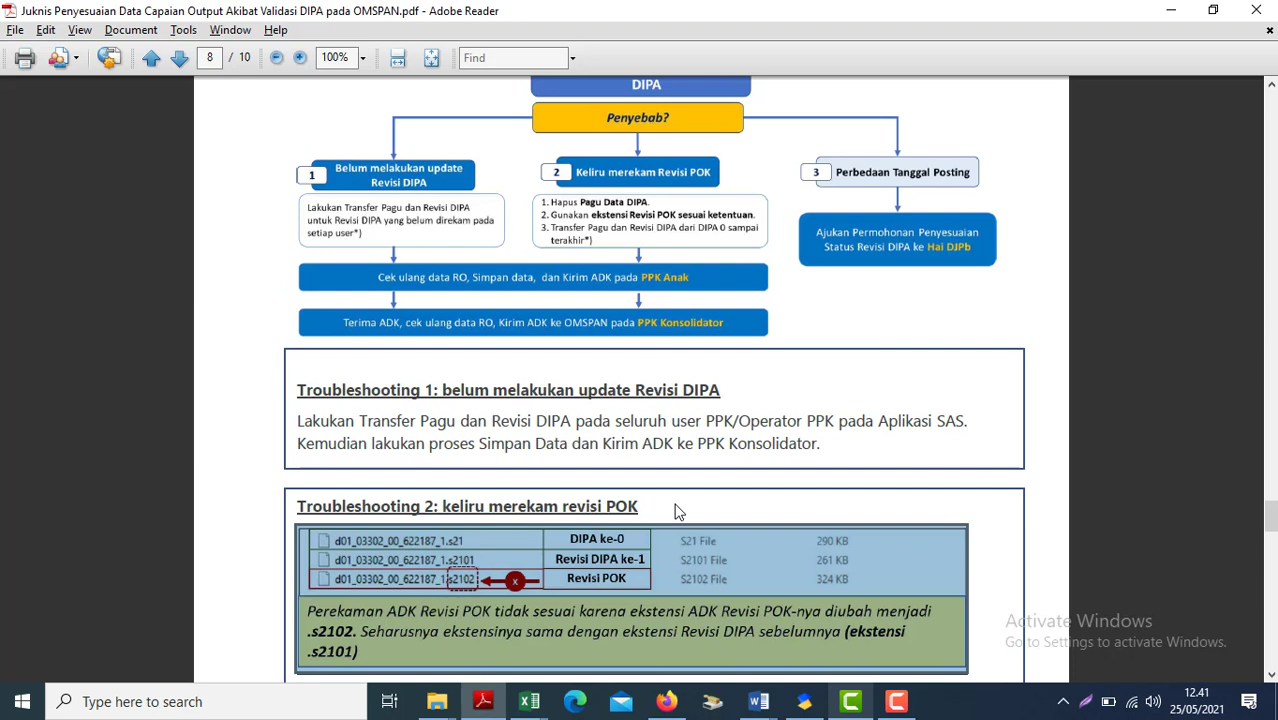 Juknis Penyesuaian Data Capaian Output Akibat Validasi DIPA pada OMSPAN.pdf - Adobe Reader
File Edit View Document Tools Window Help
8 / 10 100% Find
DIPA
Penyebab?
1 Belum melakukan update Revisi DIPA
2 Keliru merekam Revisi POK
3 Perbedaan Tanggal Posting
Lakukan Transfer Pagu dan Revisi DIPA
untuk Revisi DIPA yang belum direkam pada
setiap user*)
1. Hapus Pagu Data DIPA.
2. Gunakan ekstensi Revisi POK sesuai ketentuan.
3. Transfer Pagu dan Revisi DIPA dari DIPA 0 sampai
terakhir*)
Ajukan Permohonan Penyesuaian
Status Revisi DIPA ke Hai DJPb
Cek ulang data RO, Simpan data, dan Kirim ADK pada PPK Anak
Terima ADK, cek ulang data RO, Kirim ADK ke OMSPAN pada PPK Konsolidator
Troubleshooting 1: belum melakukan update Revisi DIPA
Lakukan Transfer Pagu dan Revisi DIPA pada seluruh user PPK/Operator PPK pada Aplikasi SAS.
Kemudian lakukan proses Simpan Data dan Kirim ADK ke PPK Konsolidator.
Troubleshooting 2: keliru merekam revisi POK
d01_03302_00_622187_1.s21 DIPA ke-0 S21 File 290 KB
d01_03302_00_622187_1.s2101 Revisi DIPA ke-1 S2101 File 261 KB
d01_03302_00_622187_1.s2102 x Revisi POK S2102 File 324 KB
Perekaman ADK Revisi POK tidak sesuai karena ekstensi ADK Revisi POK-nya diubah menjadi
.s2102. Seharusnya ekstensinya sama dengan ekstensi Revisi DIPA sebelumnya (ekstensi
.s2101)
Activate Windows
Go to Settings to activate Windows.
Type here to search
12.41
25/05/2021